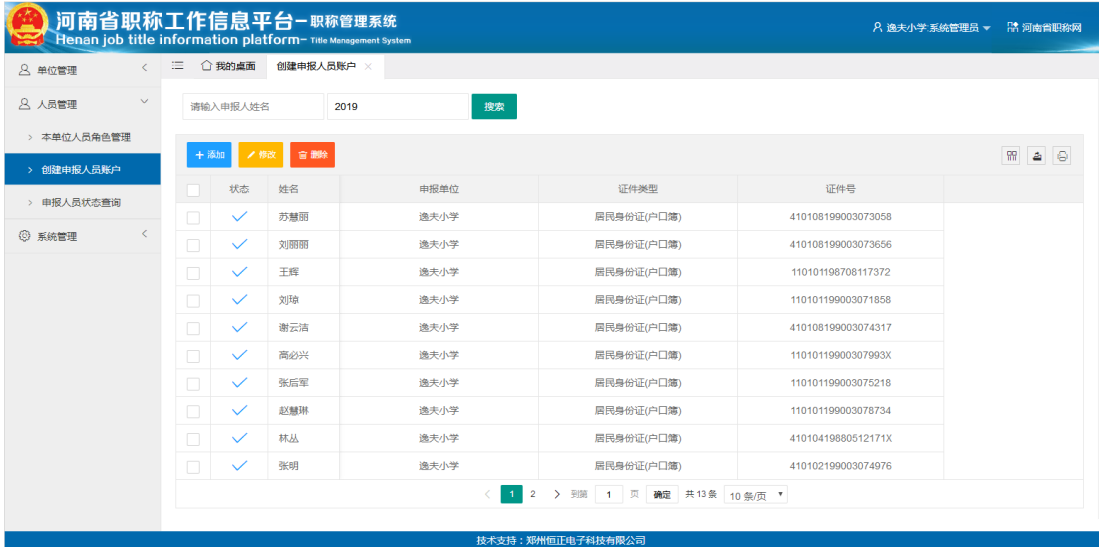 河南省职称工作信息平台-职称管理系统
Henan job title information platform- Title Management System
逸夫小学 系统管理员
河南省职称网
单位管理
我的桌面 创建申报人员账户
人员管理
请输入申报人姓名 2019 搜索
本单位人员角色管理
添加 修改 删除
创建申报人员账户
状态 姓名 申报单位 证件类型 证件号
申报人员状态查询
系统管理
苏慧丽 逸夫小学 居民身份证(户口簿) 410108199003073058
刘丽丽 逸夫小学 居民身份证(户口簿) 410108199003073656
王辉 逸夫小学 居民身份证(户口簿) 110101198708117372
刘琼 逸夫小学 居民身份证(户口簿) 110101199003071858
谢云洁 逸夫小学 居民身份证(户口簿) 410108199003074317
高必兴 逸夫小学 居民身份证(户口簿) 11010119900307993X
张后军 逸夫小学 居民身份证(户口簿) 110101199003075218
赵慧琳 逸夫小学 居民身份证(户口簿) 110101199003078734
林丛 逸夫小学 居民身份证(户口簿) 41010419880512171X
张明 逸夫小学 居民身份证(户口簿) 410102199003074976
1 2 到第 1 页 确定 共 13 条 10 条/页
技术支持：郑州恒正电子科技有限公司